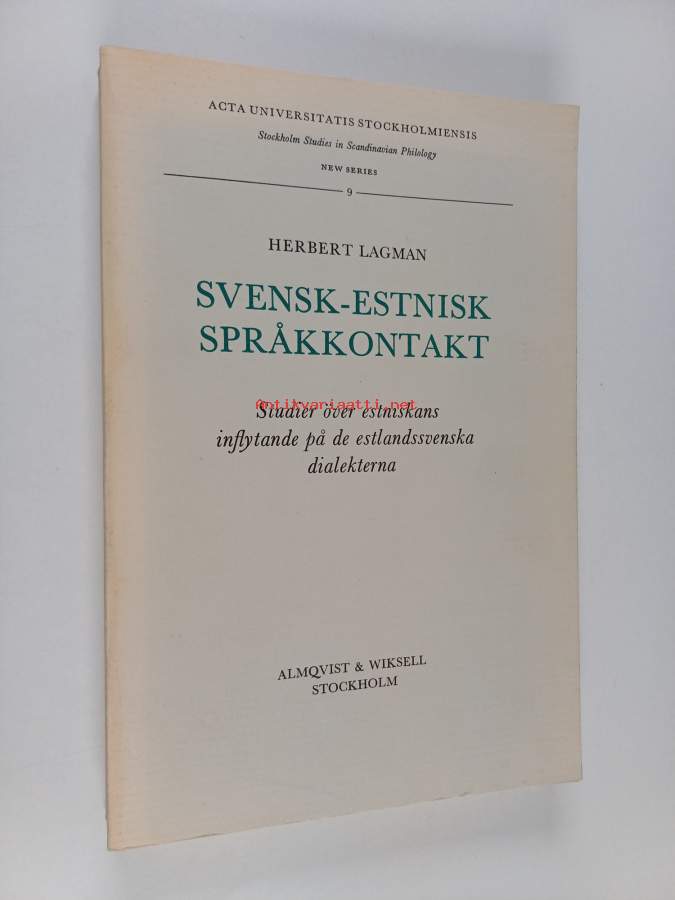 ACTA UNIVERSITATIS STOCKHOLMIENSIS
Stockholm Studies in Scandinavian Philology
NEW SERIES
9
HERBERT LAGMAN
SVENSK-ESTNISK
SPRÅKKONTAKT
Antikvariaatti.net
Studier över estniskans
inflytande på de estlandssvenska
dialekterna
ALMQVIST & WIKSELL
STOCKHOLM